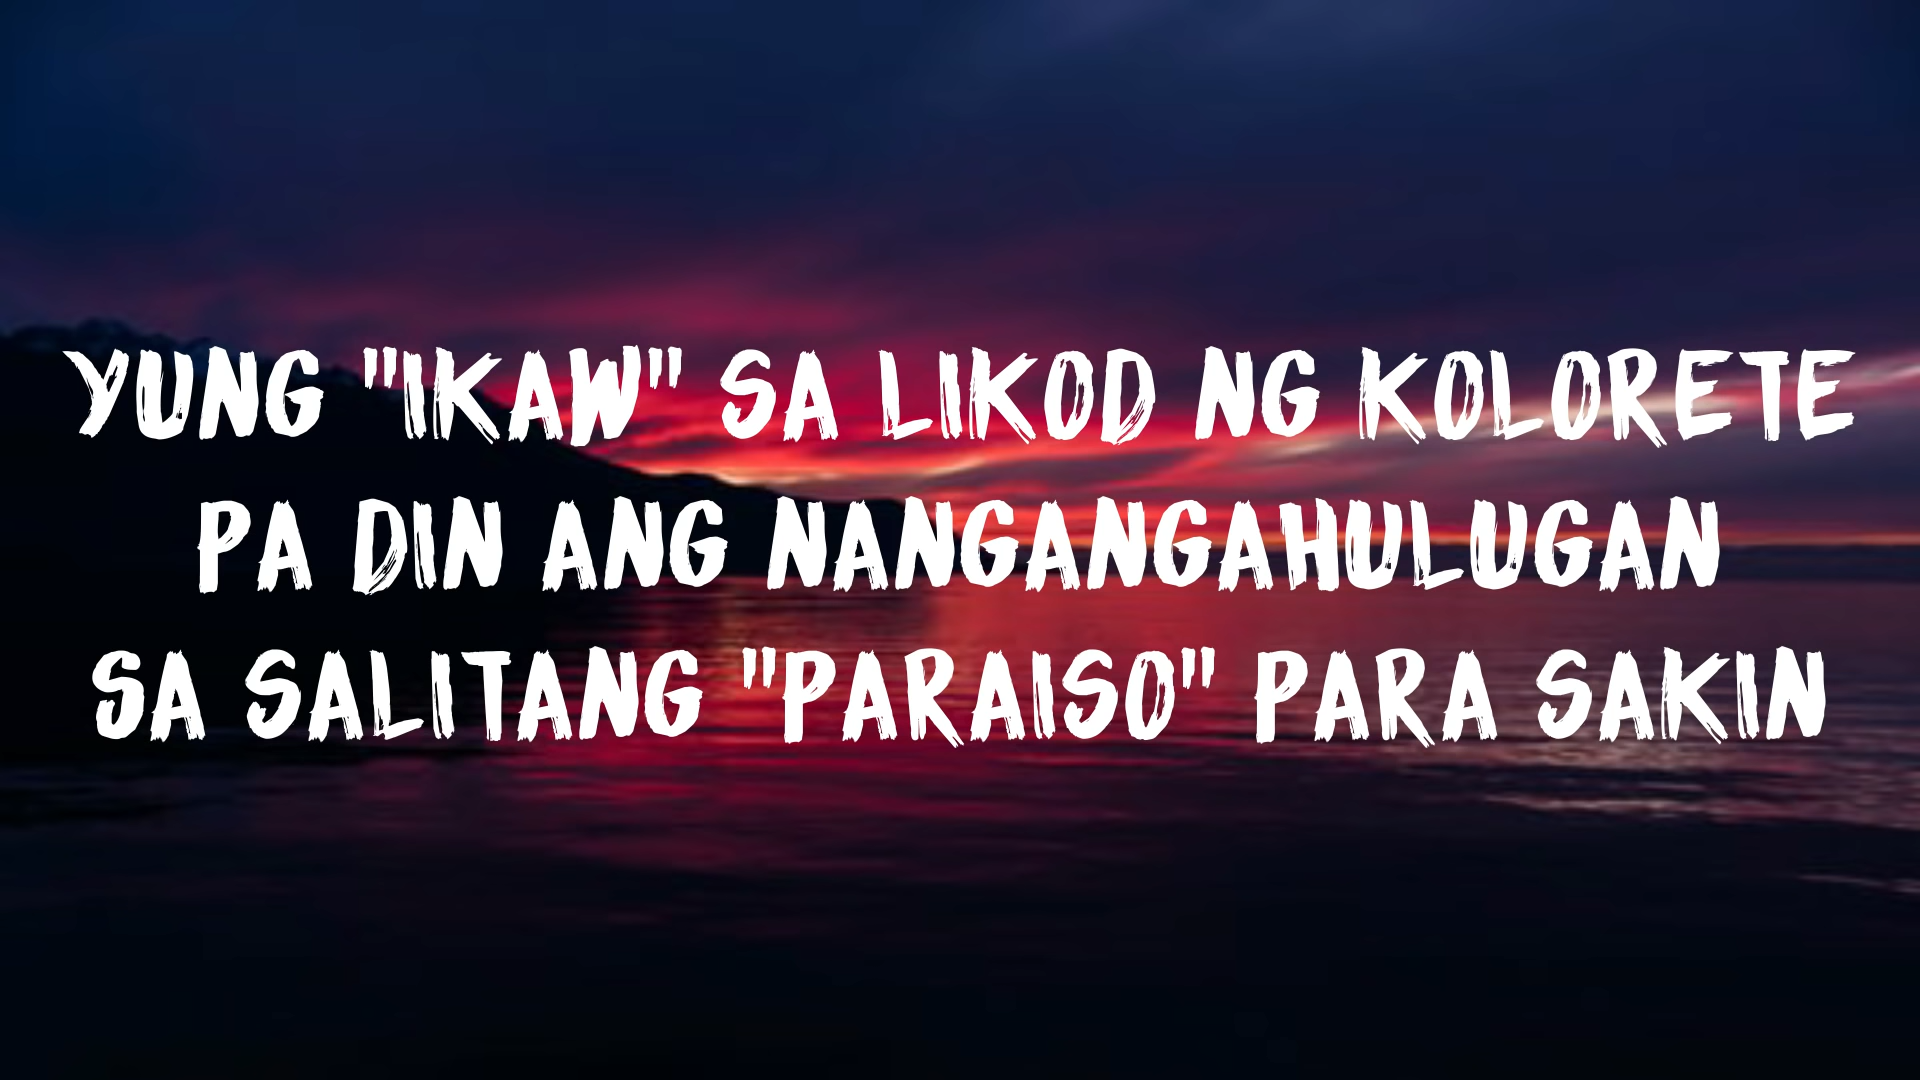 YUNG "IKAW" SA LIKOD NG KOLORETE
PA DIN ANG NANGANGAHULUGAN
SA SALITANG "PARAISO" PARA SAKIN